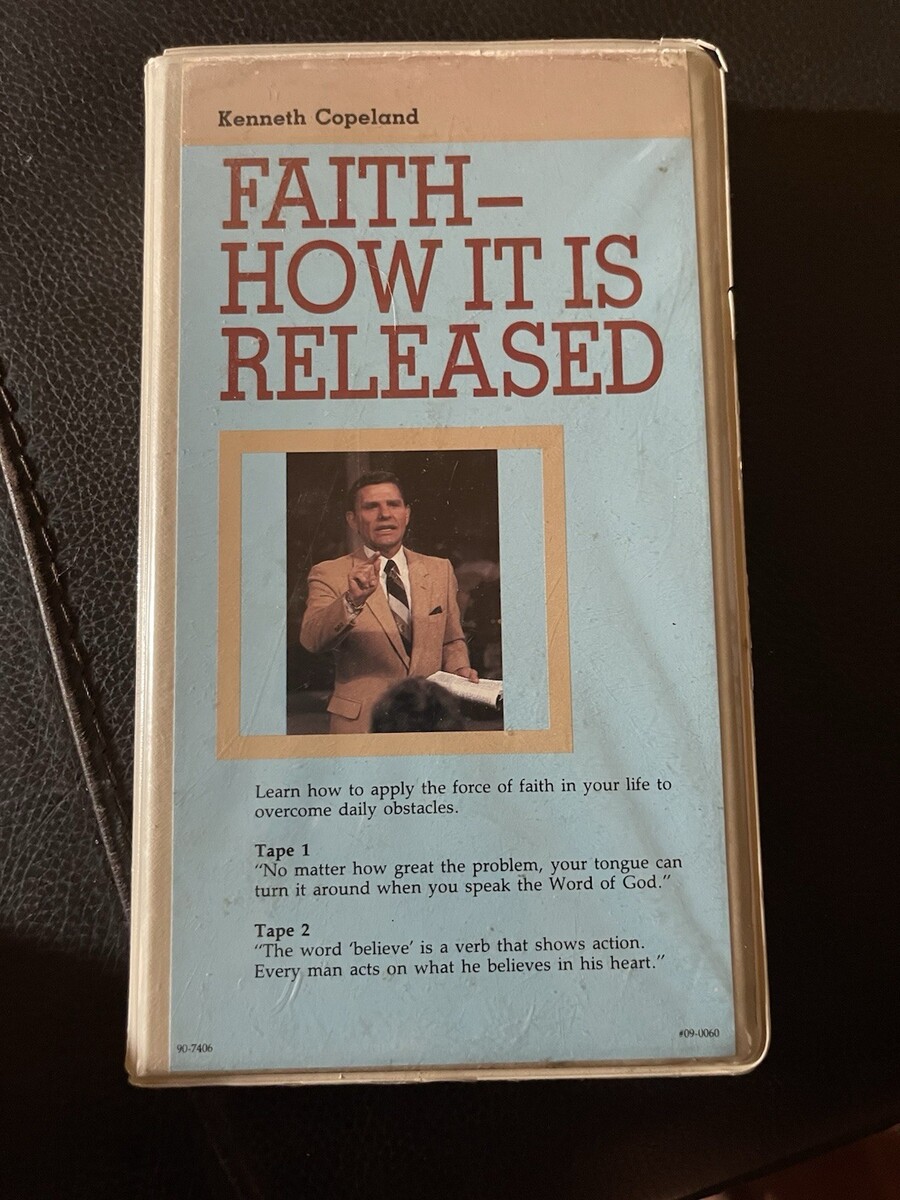 Kenneth Copeland
FAITH–
HOW IT IS
RELEASED
Learn how to apply the force of faith in your life to
overcome daily obstacles.
Tape 1
“No matter how great the problem, your tongue can
turn it around when you speak the Word of God.”
Tape 2
“The word ‘believe’ is a verb that shows action.
Every man acts on what he believes in his heart.”
90-7406
#09-0060